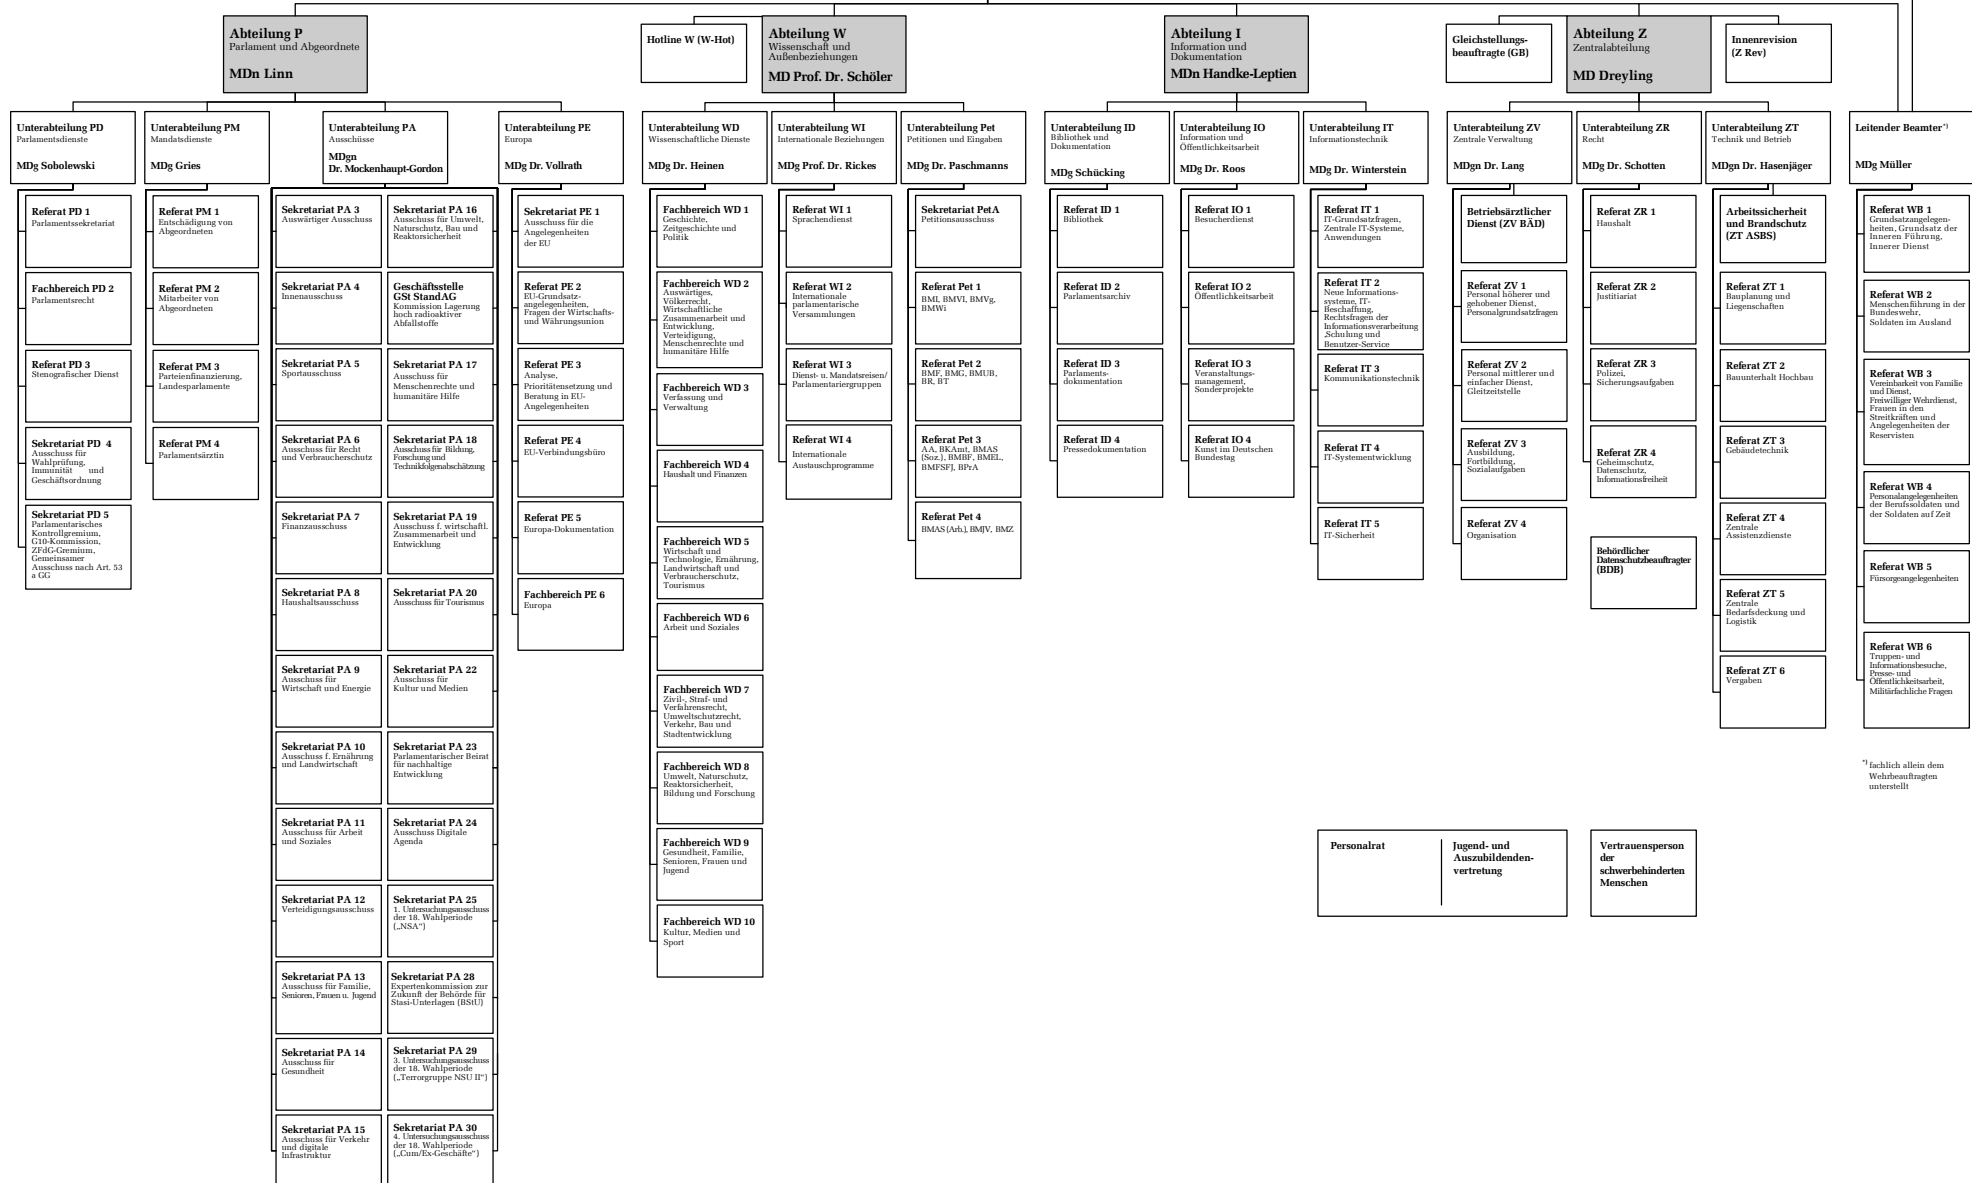 Abteilung P
Parlament und Abgeordnete
MDn Linn
Hotline W (W-Hot)
Abteilung W
Wissenschaft und
Außenbeziehungen
MD Prof. Dr. Schöler
Abteilung I
Information und
Dokumentation
MDn Handke-Leptien
Gleichstellungs-
beauftragte (GB)
Abteilung Z
Zentralabteilung
MD Dreyling
Innenrevision
(Z Rev)
Unterabteilung PD
Parlamentsdienste
MDg Sobolewski
Unterabteilung PM
Mandatsdienste
MDg Gries
Unterabteilung PA
Ausschüsse
MDgn
Dr. Mockenhaupt-Gordon
Unterabteilung PE
Europa
MDg Dr. Vollrath
Unterabteilung WD
Wissenschaftliche Dienste
MDg Dr. Heinen
Unterabteilung WI
Internationale Beziehungen
MDg Prof. Dr. Rickes
Unterabteilung Pet
Petitionen und Eingaben
MDg Dr. Paschmanns
Unterabteilung ID
Bibliothek und
Dokumentation
MDg Schücking
Unterabteilung IO
Information und
Öffentlichkeitsarbeit
MDg Dr. Roos
Unterabteilung IT
Informationstechnik
MDg Dr. Winterstein
Unterabteilung ZV
Zentrale Verwaltung
MDgn Dr. Lang
Unterabteilung ZR
Recht
MDg Dr. Schotten
Unterabteilung ZT
Technik und Betrieb
MDgn Dr. Hasenjäger
Leitender Beamter*)
MDg Müller
Referat PD 1
Parlamentssekretariat
Fachbereich PD 2
Parlamentsrecht
Referat PD 3
Stenografischer Dienst
Sekretariat PD 4
Ausschuss für
Wahlprüfung,
Immunität und
Geschäftsordnung
Sekretariat PD 5
Parlamentarisches
Kontrollgremium,
G10-Kommission,
ZFdG-Gremium,
Gemeinsamer
Ausschuss nach Art. 53
a GG
Referat PM 1
Entschädigung von
Abgeordneten
Referat PM 2
Mitarbeiter von
Abgeordneten
Referat PM 3
Parteienfinanzierung,
Landesparlamente
Referat PM 4
Parlamentsärztin
Sekretariat PA 3
Auswärtiger Ausschuss
Sekretariat PA 4
Innenausschuss
Sekretariat PA 5
Sportausschuss
Sekretariat PA 6
Ausschuss für Recht
und Verbraucherschutz
Sekretariat PA 7
Finanzausschuss
Sekretariat PA 8
Haushaltsausschuss
Sekretariat PA 9
Ausschuss für
Wirtschaft und Energie
Sekretariat PA 10
Ausschuss f. Ernährung
und Landwirtschaft
Sekretariat PA 11
Ausschuss für Arbeit
und Soziales
Sekretariat PA 12
Verteidigungsausschuss
Sekretariat PA 13
Ausschuss für Familie,
Senioren, Frauen u. Jugend
Sekretariat PA 14
Ausschuss für
Gesundheit
Sekretariat PA 15
Ausschuss für Verkehr
und digitale
Infrastruktur
Sekretariat PA 16
Ausschuss für Umwelt,
Naturschutz, Bau und
Reaktorsicherheit
Geschäftsstelle
GSt StandAG
Kommission Lagerung
hoch radioaktiver
Abfallstoffe
Sekretariat PA 17
Ausschuss für
Menschenrechte und
humanitäre Hilfe
Sekretariat PA 18
Ausschuss für Bildung,
Forschung und
Technikfolgenabschätzung
Sekretariat PA 19
Ausschuss f. wirtschaftl.
Zusammenarbeit und
Entwicklung
Sekretariat PA 20
Ausschuss für Tourismus
Sekretariat PA 22
Ausschuss für
Kultur und Medien
Sekretariat PA 23
Parlamentarischer Beirat
für nachhaltige
Entwicklung
Sekretariat PA 24
Ausschuss Digitale
Agenda
Sekretariat PA 25
1. Untersuchungsausschuss
der 18. Wahlperiode
(„NSA“)
Sekretariat PA 28
Expertenkommission zur
Zukunft der Behörde für
Stasi-Unterlagen (BStU)
Sekretariat PA 29
3. Untersuchungsausschuss
der 18. Wahlperiode
(„Terrorgruppe NSU II“)
Sekretariat PA 30
4. Untersuchungsausschuss
der 18. Wahlperiode
(„Cum/Ex-Geschäfte“)
Sekretariat PE 1
Ausschuss für die
Angelegenheiten
der EU
Referat PE 2
EU-Grundsatz-
angelegenheiten,
Fragen der Wirtschafts-
und Währungsunion
Referat PE 3
Analyse,
Prioritätensetzung und
Beratung in EU-
Angelegenheiten
Referat PE 4
EU-Verbindungsbüro
Referat PE 5
Europa-Dokumentation
Fachbereich PE 6
Europa
Fachbereich WD 1
Geschichte,
Zeitgeschichte und
Politik
Fachbereich WD 2
Auswärtiges,
Völkerrecht,
Wirtschaftliche
Zusammenarbeit und
Entwicklung,
Verteidigung,
Menschenrechte und
humanitäre Hilfe
Fachbereich WD 3
Verfassung und
Verwaltung
Fachbereich WD 4
Haushalt und Finanzen
Fachbereich WD 5
Wirtschaft und
Technologie, Ernährung,
Landwirtschaft und
Verbraucherschutz,
Tourismus
Fachbereich WD 6
Arbeit und Soziales
Fachbereich WD 7
Zivil-, Straf- und
Verfahrensrecht,
Umweltschutzrecht,
Verkehr, Bau und
Stadtentwicklung
Fachbereich WD 8
Umwelt, Naturschutz,
Reaktorsicherheit,
Bildung und Forschung
Fachbereich WD 9
Gesundheit, Familie,
Senioren, Frauen und
Jugend
Fachbereich WD 10
Kultur, Medien und
Sport
Referat WI 1
Sprachendienst
Referat WI 2
Internationale
parlamentarische
Versammlungen
Referat WI 3
Dienst- u. Mandatsreisen/
Parlamentariergruppen
Referat WI 4
Internationale
Austauschprogramme
Sekretariat PetA
Petitionsausschuss
Referat Pet 1
BMI, BMVI, BMVg,
BMWi
Referat Pet 2
BMF, BMG, BMUB,
BR, BT
Referat Pet 3
AA, BKAmt, BMAS
(Soz.), BMBF, BMEL,
BMFSFJ, BPrA
Referat Pet 4
BMAS (Arb.), BMJV, BMZ
Referat ID 1
Bibliothek
Referat ID 2
Parlamentsarchiv
Referat ID 3
Parlaments-
dokumentation
Referat ID 4
Pressedokumentation
Referat IO 1
Besucherdienst
Referat IO 2
Öffentlichkeitsarbeit
Referat IO 3
Veranstaltungs-
management,
Sonderprojekte
Referat IO 4
Kunst im Deutschen
Bundestag
Referat IT 1
IT-Grundsatzfragen,
Zentrale IT-Systeme,
Anwendungen
Referat IT 2
Neue Informations-
systeme, IT-
Beschaffung,
Rechtsfragen der
Informationsverarbeitung
,Schulung und
Benutzer-Service
Referat IT 3
Kommunikationstechnik
Referat IT 4
IT-Systementwicklung
Referat IT 5
IT-Sicherheit
Betriebsärztlicher
Dienst (ZV BÄD)
Referat ZV 1
Personal höherer und
gehobener Dienst,
Personalgrundsatzfragen
Referat ZV 2
Personal mittlerer und
einfacher Dienst,
Gleitzeitstelle
Referat ZV 3
Ausbildung,
Fortbildung,
Sozialaufgaben
Referat ZV 4
Organisation
Referat ZR 1
Haushalt
Referat ZR 2
Justitiariat
Referat ZR 3
Polizei,
Sicherungsaufgaben
Referat ZR 4
Geheimschutz,
Datenschutz,
Informationsfreiheit
Behördlicher
Datenschutzbeauftragter
(BDB)
Arbeitssicherheit
und Brandschutz
(ZT ASBS)
Referat ZT 1
Bauplanung und
Liegenschaften
Referat ZT 2
Bauunterhalt Hochbau
Referat ZT 3
Gebäudetechnik
Referat ZT 4
Zentrale
Assistenzdienste
Referat ZT 5
Zentrale
Bedarfsdeckung und
Logistik
Referat ZT 6
Vergaben
Referat WB 1
Grundsatzangelegen-
heiten, Grundsatz der
Inneren Führung,
Innerer Dienst
Referat WB 2
Menschenführung in der
Bundeswehr,
Soldaten im Ausland
Referat WB 3
Vereinbarkeit von Familie
und Dienst,
Freiwilliger Wehrdienst,
Frauen in den
Streitkräften und
Angelegenheiten der
Reservisten
Referat WB 4
Personalangelegenheiten
der Berufssoldaten und
der Soldaten auf Zeit
Referat WB 5
Fürsorgeangelegenheiten
Referat WB 6
Truppen- und
Informationsbesuche,
Presse- und
Öffentlichkeitsarbeit,
Militärfachliche Fragen
*) fachlich allein dem
Wehrbeauftragten
unterstellt
Personalrat
Jugend- und
Auszubildenden-
vertretung
Vertrauensperson
der
schwerbehinderten
Menschen